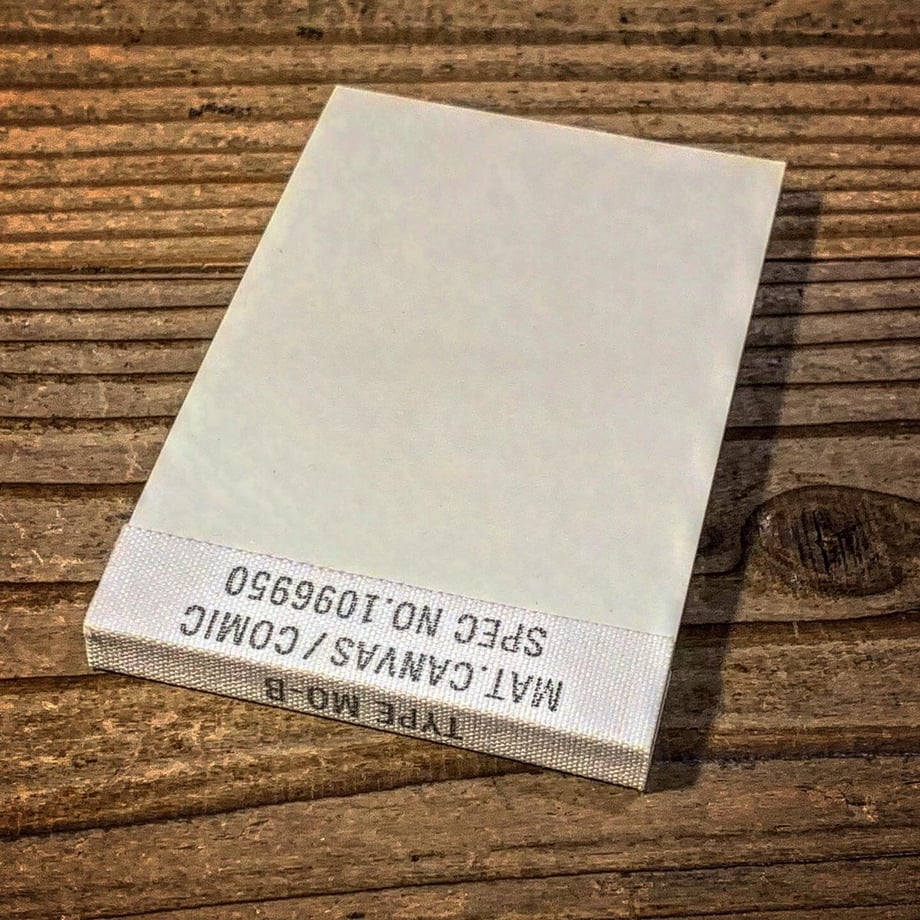 TYPE MO-B
MAT.CANVAS/COMIC
SPEC NO.1096950